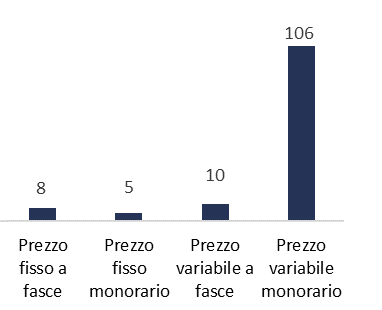 106
10
8
5
Prezzo fisso a fasce
Prezzo fisso monorario
Prezzo variabile a fasce
Prezzo variabile monorario